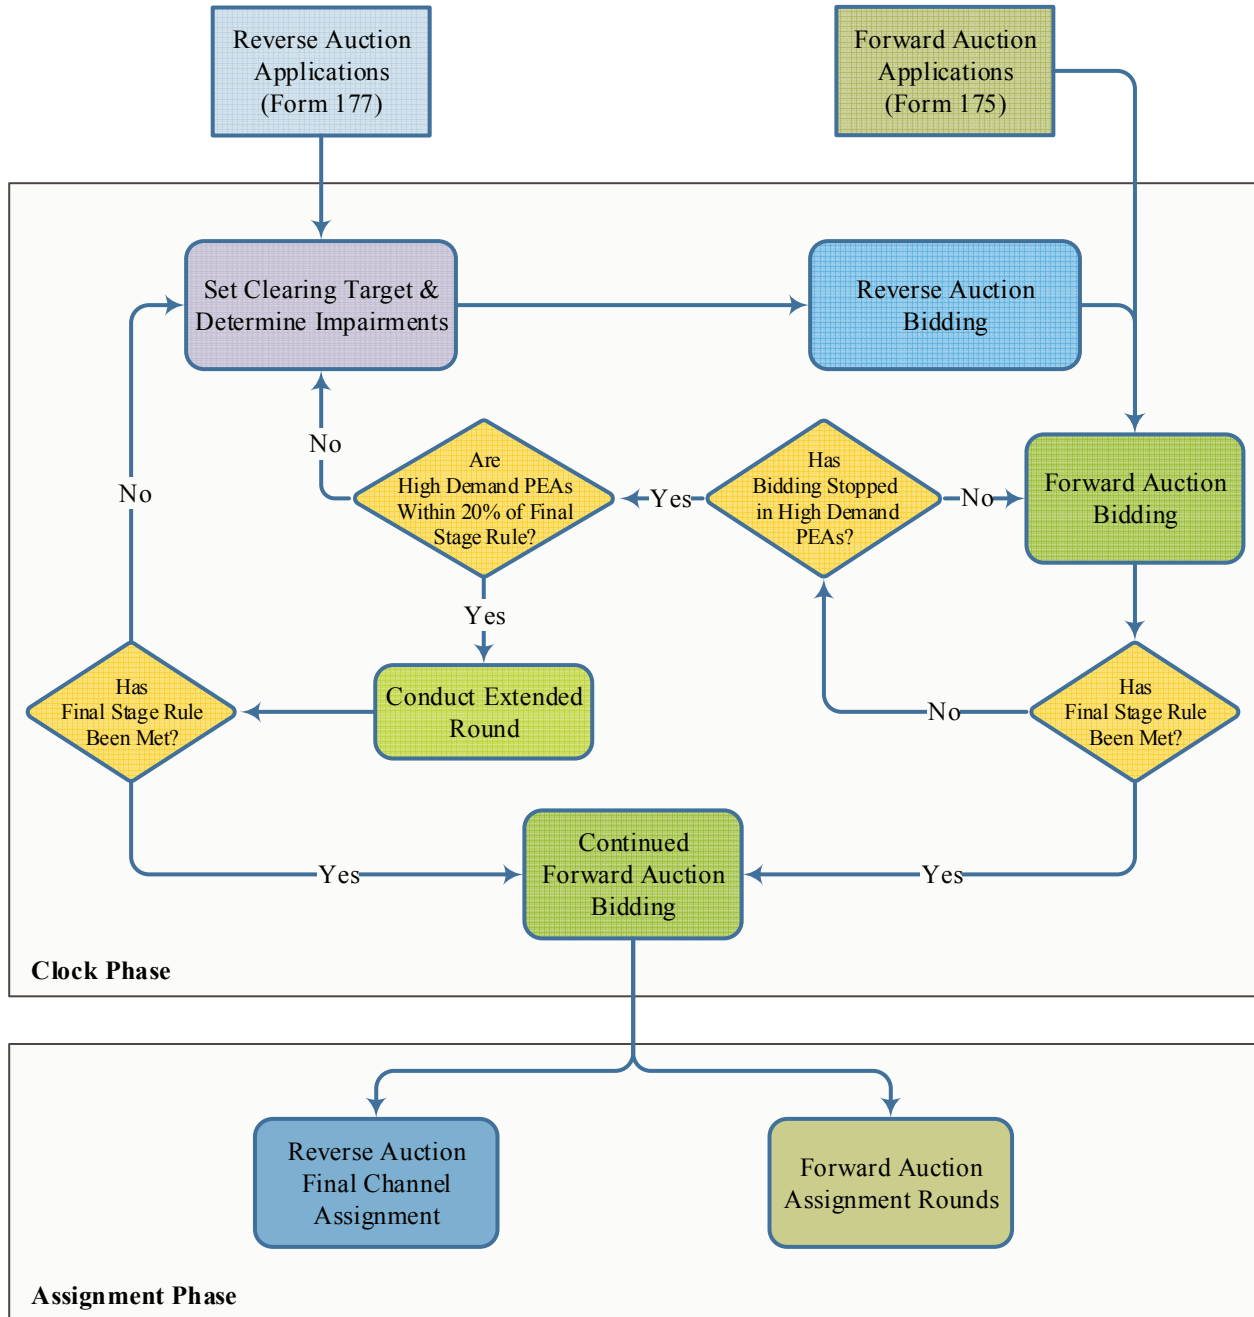 Reverse Auction
Applications
(Form 177)
Forward Auction
Applications
(Form 175)
Set Clearing Target &
Determine Impairments
Reverse Auction
Bidding
No
No
Are
High Demand PEAs
Within 20% of Final
Stage Rule?
Yes
Has
Bidding Stopped
in High Demand
PEAs?
No
Forward Auction
Bidding
Yes
Has
Final Stage Rule
Been Met?
Conduct Extended
Round
No
Has
Final Stage Rule
Been Met?
Yes
Continued
Forward Auction
Bidding
Yes
Clock Phase
Reverse Auction
Final Channel
Assignment
Forward Auction
Assignment Rounds
Assignment Phase